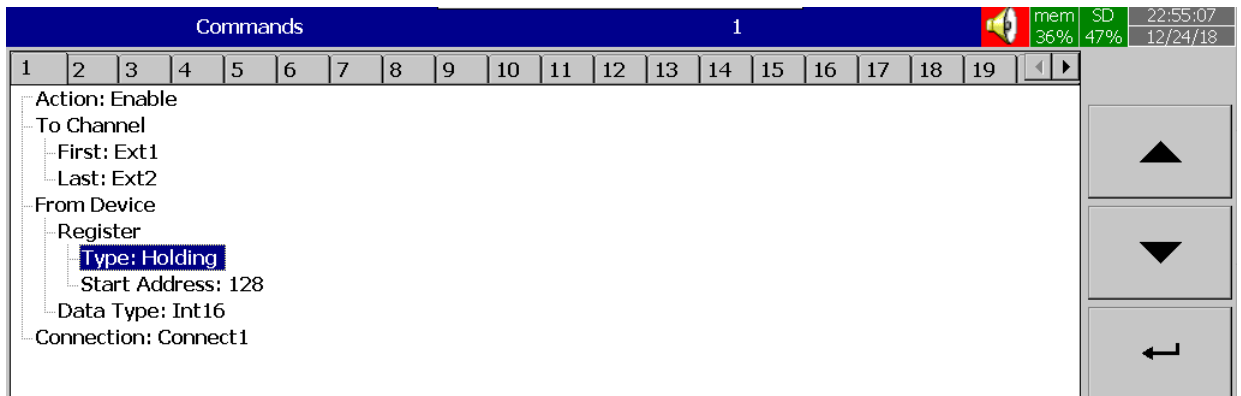 Commands 1 mem SD 22:55:07
36% 47% 12/24/18
1 2 3 4 5 6 7 8 9 10 11 12 13 14 15 16 17 18 19
Action: Enable
To Channel
First: Ext1
Last: Ext2
From Device
Register
Type: Holding
Start Address: 128
Data Type: Int16
Connection: Connect1